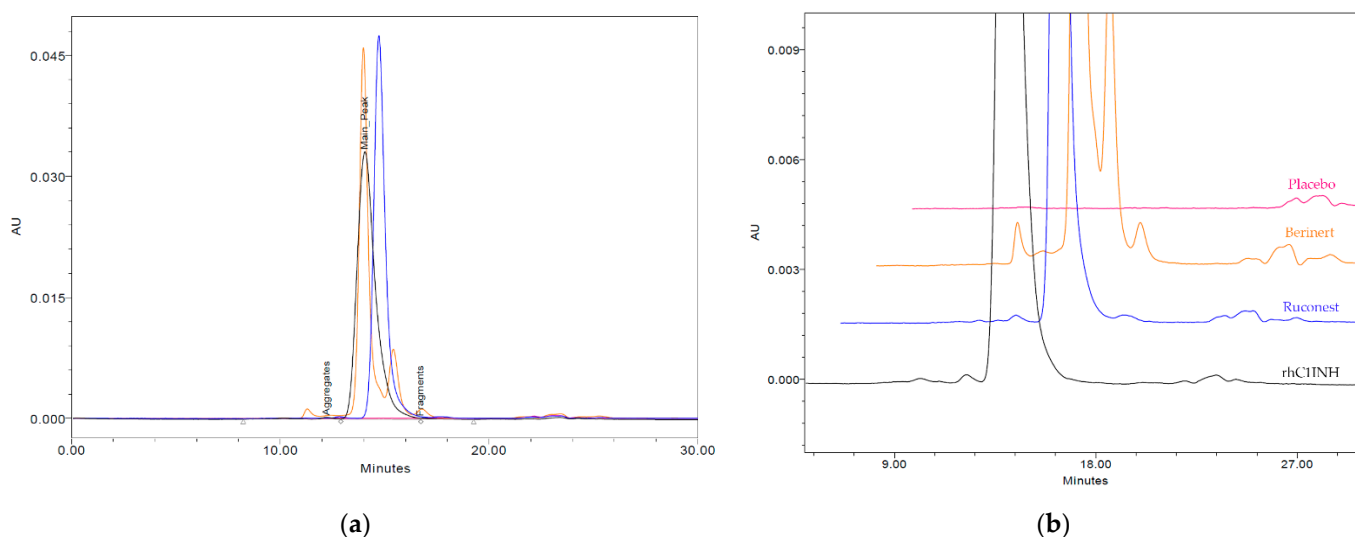 0.045
0.030
0.015
0.000
AU
Main_Peak
Aggregates
Fragments
0.00
10.00
20.00
30.00
Minutes
(a)
0.009
0.006
0.003
0.000
AU
Placebo
Berinert
Ruconest
rhC1INH
9.00
18.00
27.00
Minutes
(b)